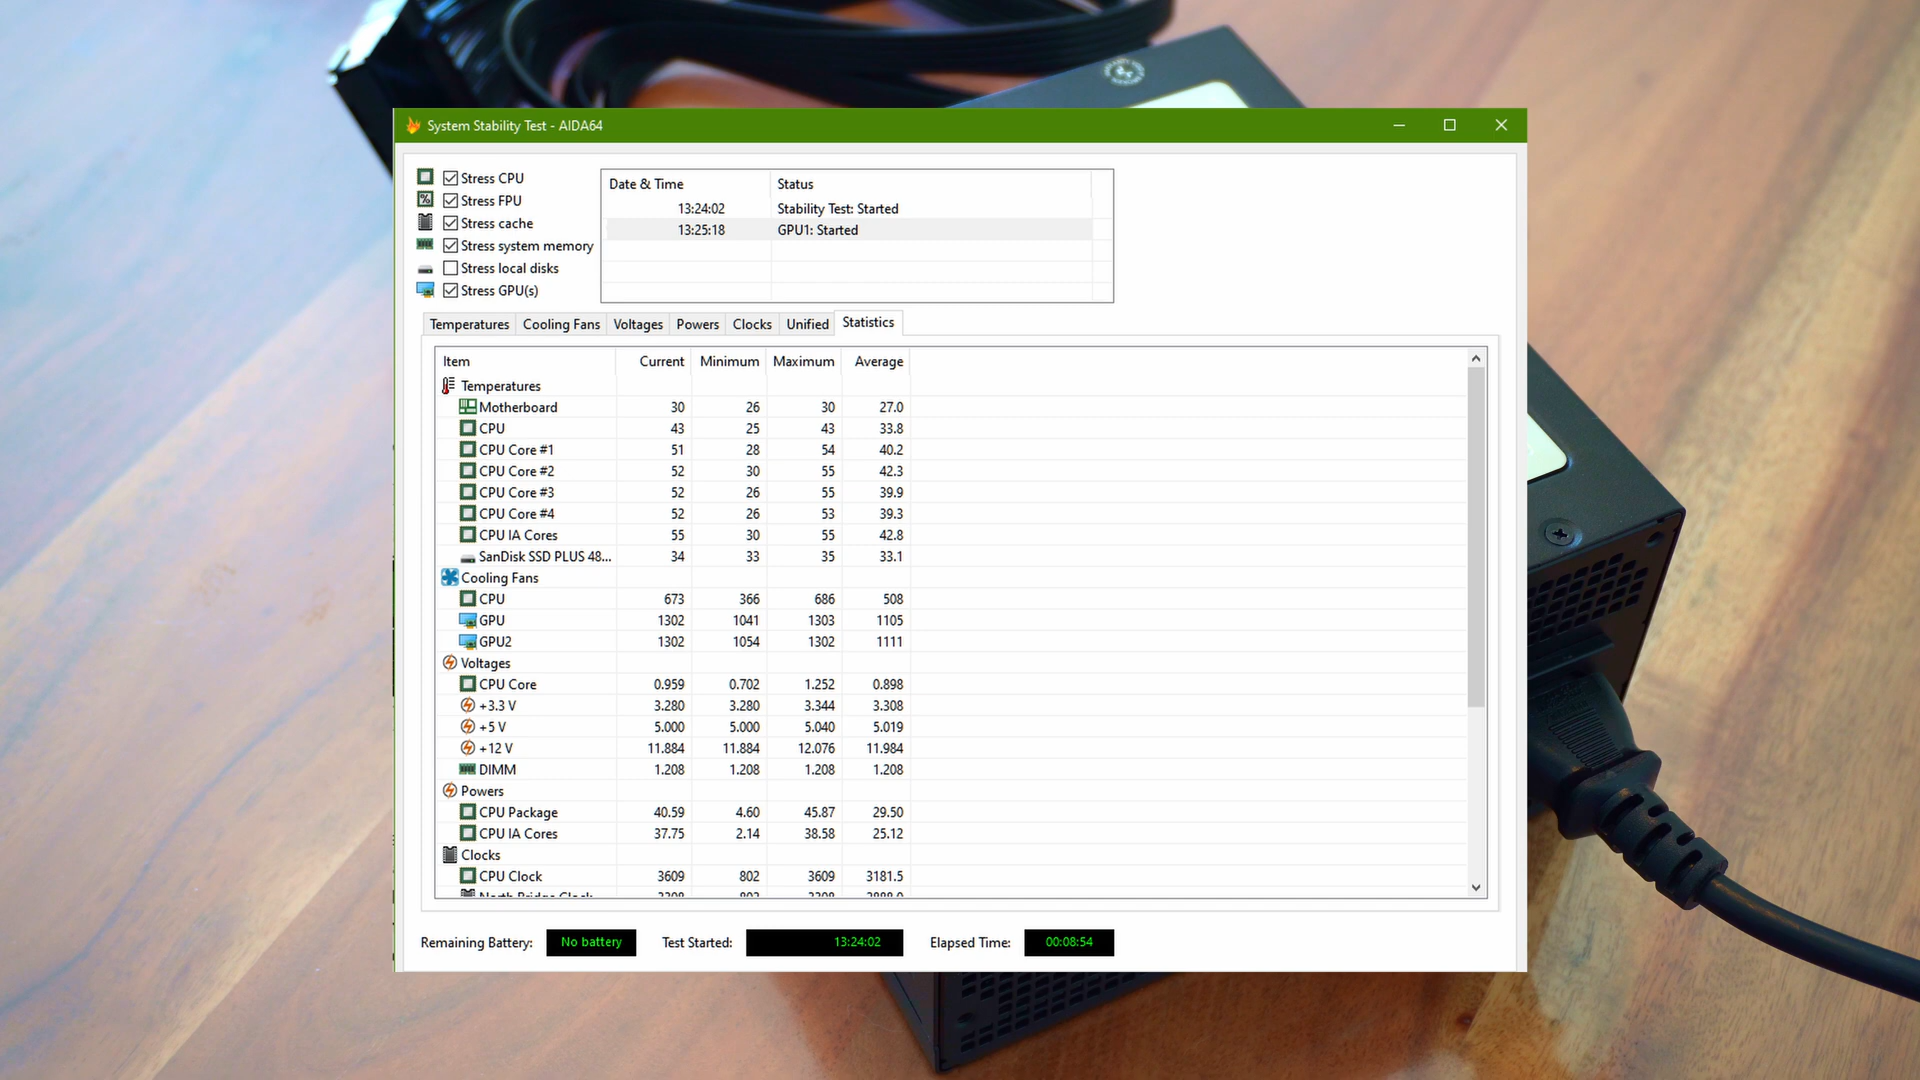 System Stability Test - AIDA64
Stress CPU
Stress FPU
Stress cache
Stress system memory
Stress local disks
Stress GPU(s)
Date & Time Status
13:24:02 Stability Test: Started
13:25:18 GPU1: Started
Temperatures Cooling Fans Voltages Powers Clocks Unified Statistics
Item Current Minimum Maximum Average
Temperatures
Motherboard 30 26 30 27.0
CPU 43 25 43 33.8
CPU Core #1 51 28 54 40.2
CPU Core #2 52 30 55 42.3
CPU Core #3 52 26 55 39.9
CPU Core #4 52 26 53 39.3
CPU IA Cores 55 30 55 42.8
SanDisk SSD PLUS 48... 34 33 35 33.1
Cooling Fans
CPU 673 366 686 508
GPU 1302 1041 1303 1105
GPU2 1302 1054 1302 1111
Voltages
CPU Core 0.959 0.702 1.252 0.898
+3.3 V 3.280 3.280 3.344 3.308
+5 V 5.000 5.000 5.040 5.019
+12 V 11.884 11.884 12.076 11.984
DIMM 1.208 1.208 1.208 1.208
Powers
CPU Package 40.59 4.60 45.87 29.50
CPU IA Cores 37.75 2.14 38.58 25.12
Clocks
CPU Clock 3609 802 3609 3181.5
North Bridge Clock
Remaining Battery: No battery Test Started: 13:24:02 Elapsed Time: 00:08:54